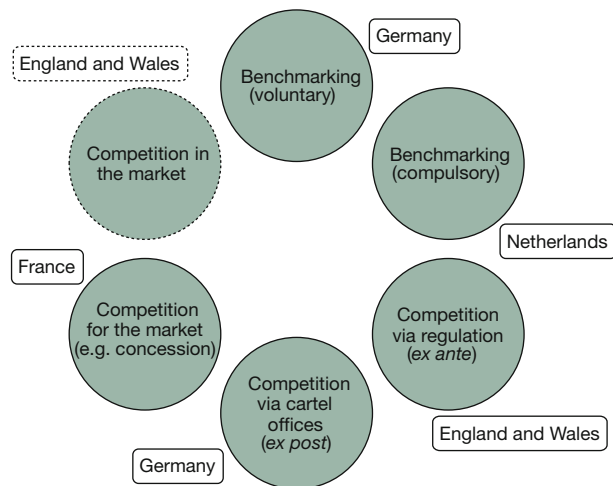 Germany
England and Wales
Benchmarking
(voluntary)
Competition in
the market
Benchmarking
(compulsory)
Netherlands
France
Competition
for the market
(e.g. concession)
Competition
via regulation
(ex ante)
Competition
via cartel
offices
(ex post)
England and Wales
Germany